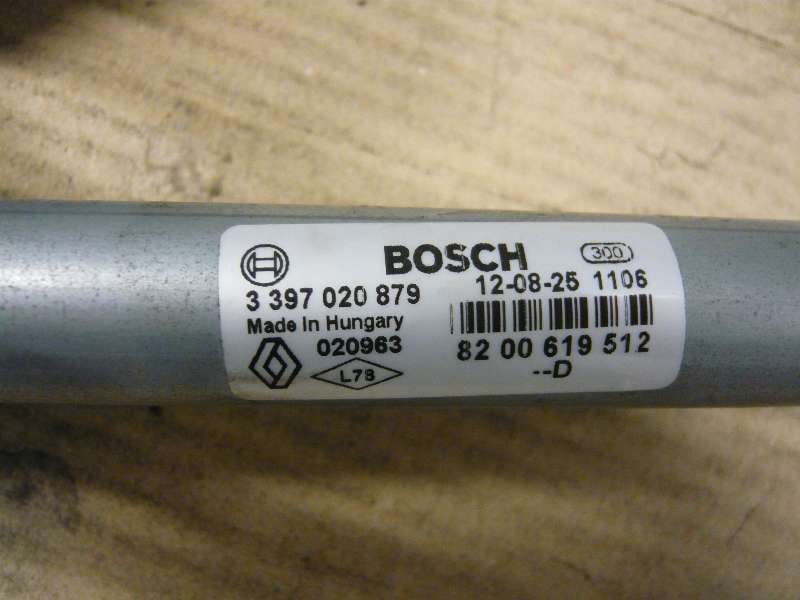 BOSCH
300
3 397 020 879
12-08-25 1106
Made In Hungary
020963
82 00 619 512
L78
--D